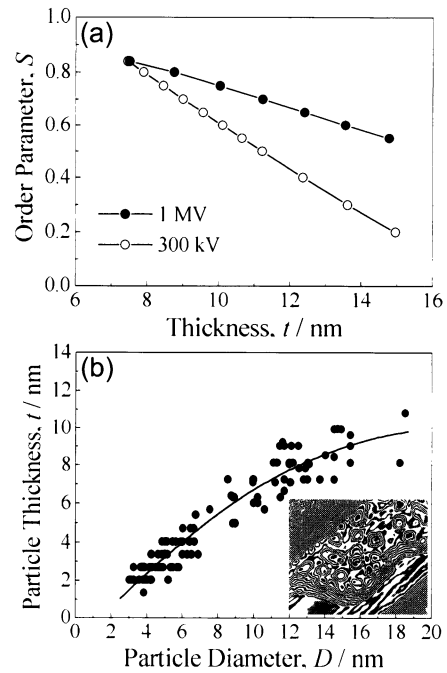 (a)
Order Parameter, S
1.0
0.8
0.6
0.4
0.2
0.0
1 MV
300 kV
6 8 10 12 14 16
Thickness, t / nm
(b)
Particle Thickness, t / nm
14
12
10
8
6
4
2
0
0 2 4 6 8 10 12 14 16 18 20
Particle Diameter, D / nm